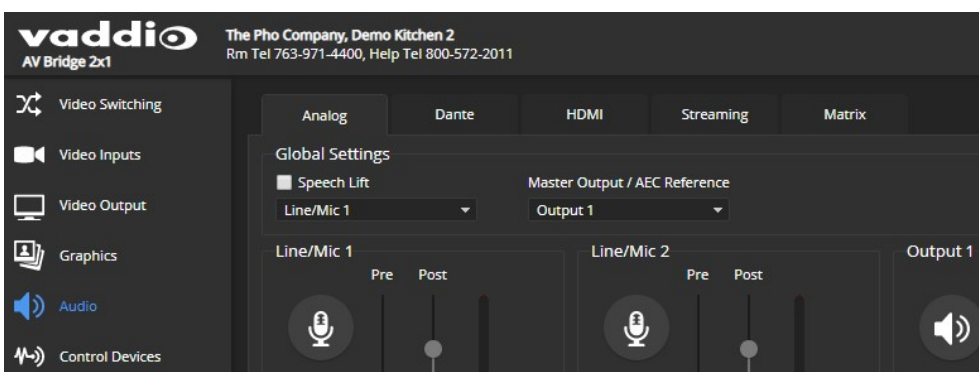 vaddio
AV Bridge 2x1
The Pho Company, Demo Kitchen 2
Rm Tel 763-971-4400, Help Tel 800-572-2011
Video Switching
Video Inputs
Video Output
Graphics
Audio
Control Devices
Analog Dante HDMI Streaming Matrix
Global Settings
Speech Lift Master Output / AEC Reference
Line/Mic 1 Output 1
Line/Mic 1 Line/Mic 2 Output 1
Pre Post Pre Post